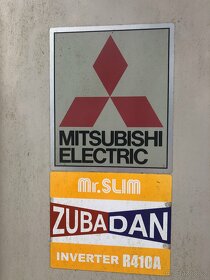 MITSUBISHI
ELECTRIC
Mr.SLIM
ZUBADAN
INVERTER R410A